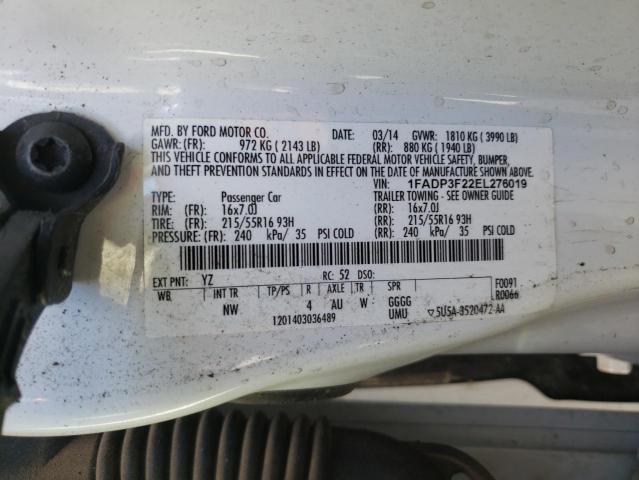 MFD. BY FORD MOTOR CO. DATE: 03/14 GVWR: 1810 KG ( 3990 LB)
GAWR: (FR): 972 KG ( 2143 LB) (RR): 880 KG ( 1940 LB)
THIS VEHICLE CONFORMS TO ALL APPLICABLE FEDERAL MOTOR VEHICLE SAFETY, BUMPER,
AND THEFT PREVENTION STANDARDS IN EFFECT ON THE DATE OF MANUFACTURE SHOWN ABOVE.
VIN: 1FADP3F22EL276019
TYPE: Passenger Car TRAILER TOWING - SEE OWNER GUIDE
RIM: (FR): 16x7.0J (RR): 16x7.0J
TIRE: (FR): 215/55R16 93H (RR): 215/55R16 93H
PRESSURE: (FR): 240 kPa/ 35 PSI COLD (RR): 240 kPa/ 35 PSI COLD
EXT PNT: YZ RC: 52 DSO: F0091
WB INT TR TP/PS R AXLE TR SPR R0066
NW 4 AU W GGGG
1201403036489 UMU ▽5U5A-3520472-AA